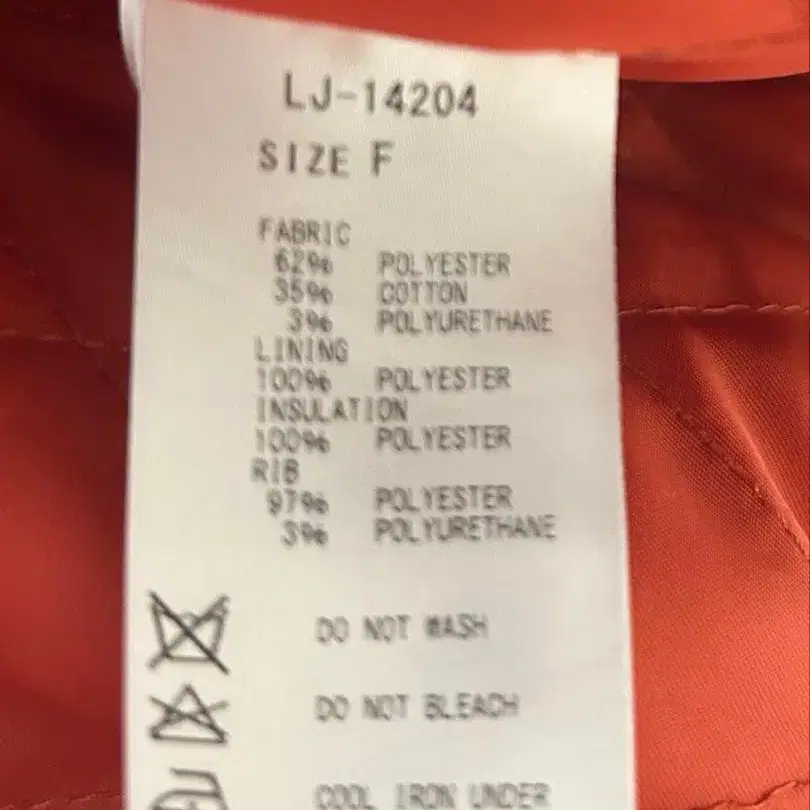 LJ-14204
SIZE F
FABRIC
62% POLYESTER
35% COTTON
3% POLYURETHANE
LINING
100% POLYESTER
INSULATION
100% POLYESTER
RIB
97% POLYESTER
3% POLYURETHANE
DO NOT WASH
DO NOT BLEACH
COOL IRON UNDER